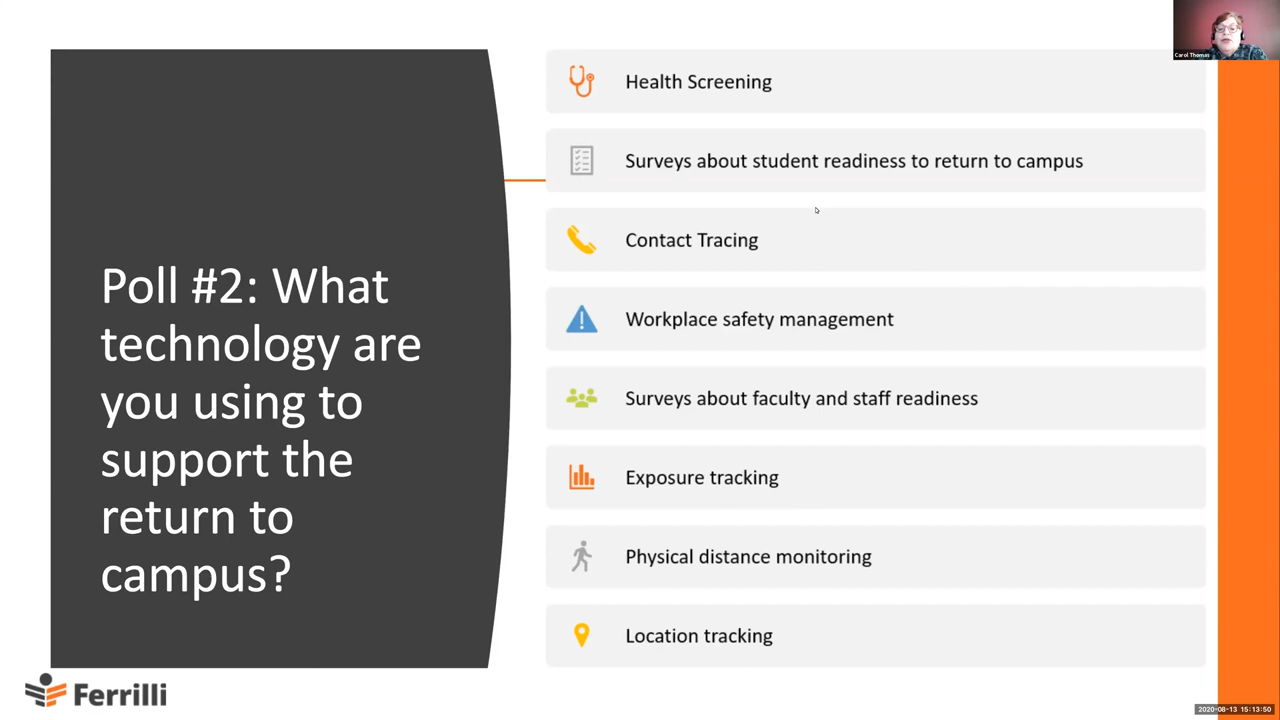 Carol Thomas
Poll #2: What
technology are
you using to
support the
return to
campus?
Health Screening
Surveys about student readiness to return to campus
Contact Tracing
Workplace safety management
Surveys about faculty and staff readiness
Exposure tracking
Physical distance monitoring
Location tracking
Ferrilli
2020-08-13 15:13:50